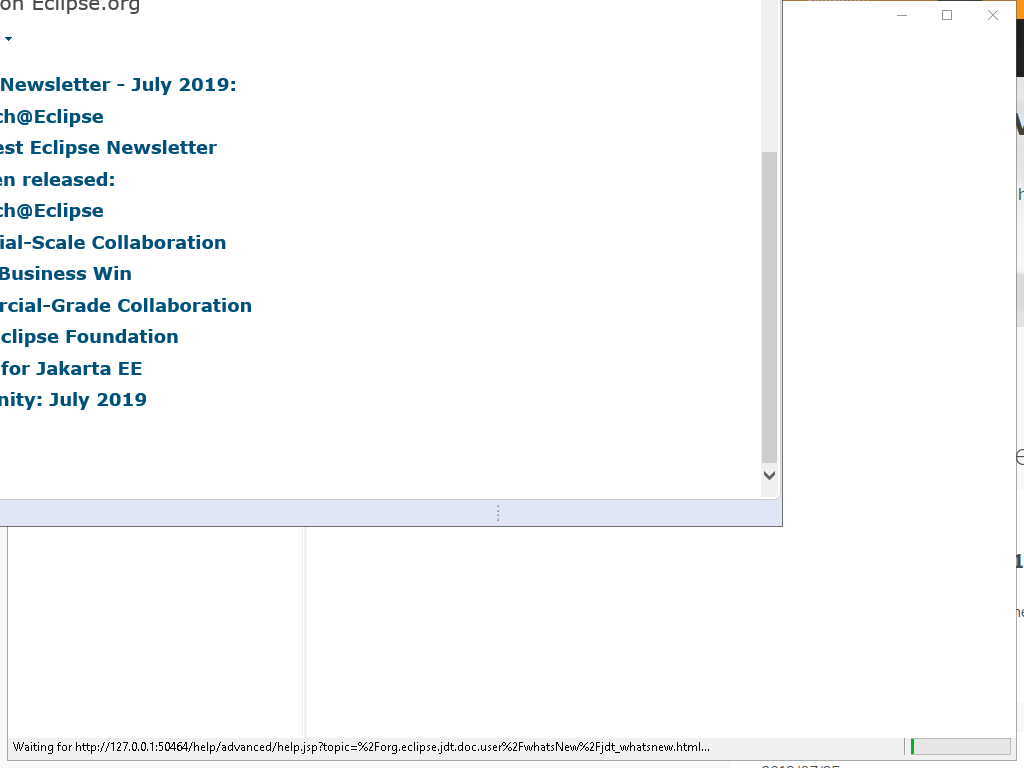 on Eclipse.org
Newsletter - July 2019:
ch@Eclipse
est Eclipse Newsletter
en released:
ch@Eclipse
ial-Scale Collaboration
Business Win
rcial-Grade Collaboration
clipse Foundation
for Jakarta EE
nity: July 2019
Waiting for http://127.0.0.1:50464/help/advanced/help.jsp?topic=%2Forg.eclipse.jdt.doc.user%2FwhatsNew%2Fjdt_whatsnew.html...